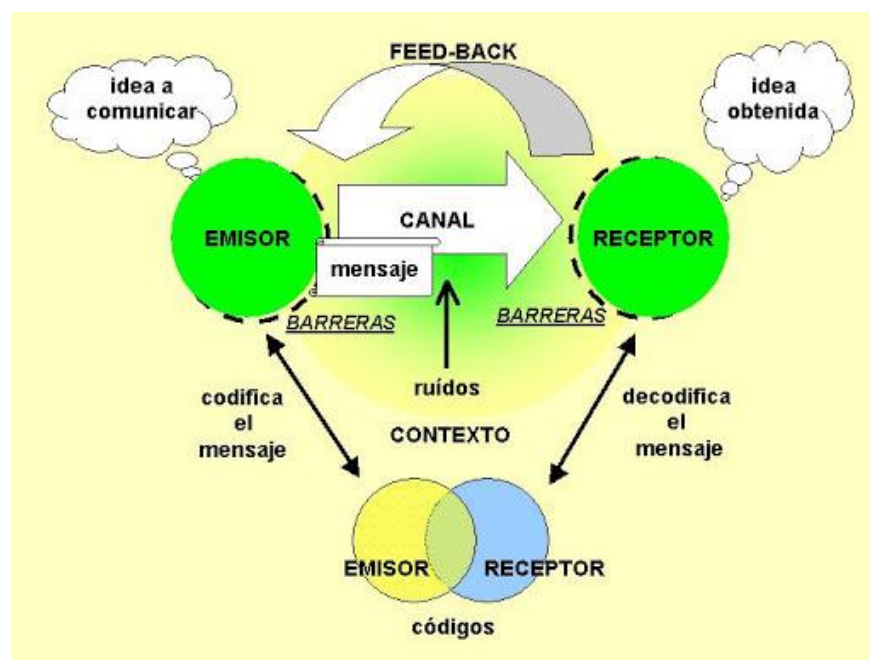 FEED-BACK
idea a
comunicar
idea
obtenida
EMISOR
CANAL
RECEPTOR
mensaje
BARRERAS
BARRERAS
ruídos
codifica
el
mensaje
decodifica
el
mensaje
CONTEXTO
EMISOR
RECEPTOR
códigos